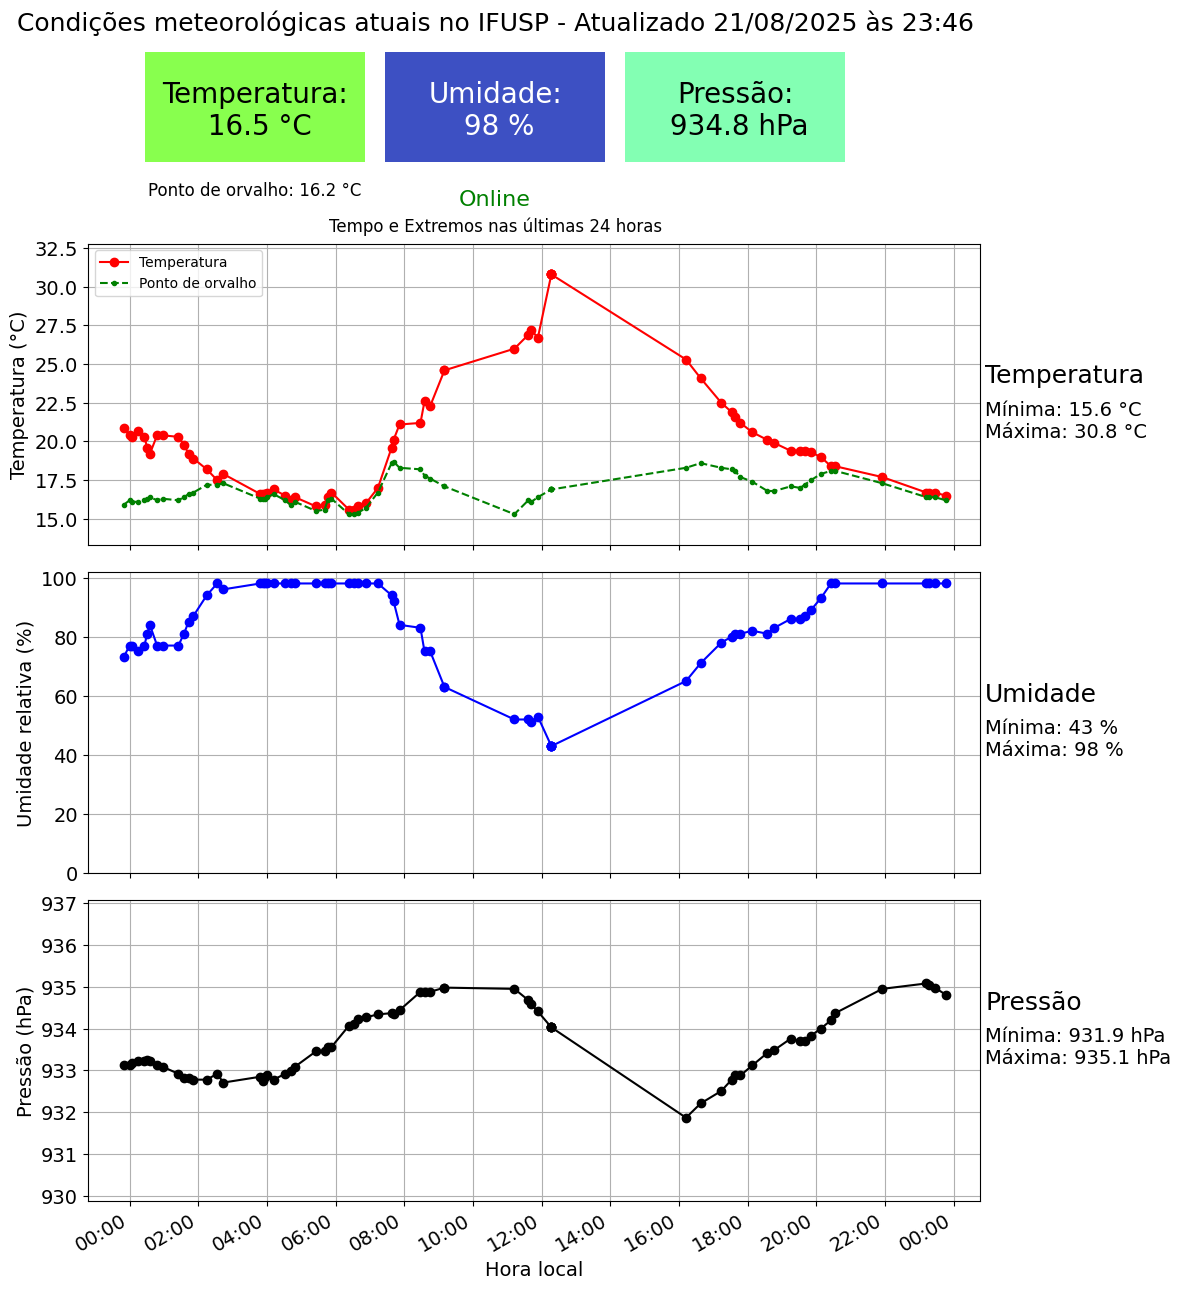 Condições meteorológicas atuais no IFUSP - Atualizado 21/08/2025 às 23:46
Temperatura:
16.5 °C
Umidade:
98 %
Pressão:
934.8 hPa
Ponto de orvalho: 16.2 °C
Online
Tempo e Extremos nas últimas 24 horas
Temperatura (°C)
32.5
30.0
27.5
25.0
22.5
20.0
17.5
15.0
Temperatura
Ponto de orvalho
Temperatura
Mínima: 15.6 °C
Máxima: 30.8 °C
Umidade relativa (%)
100
80
60
40
20
0
Umidade
Mínima: 43 %
Máxima: 98 %
Pressão (hPa)
937
936
935
934
933
932
931
930
Pressão
Mínima: 931.9 hPa
Máxima: 935.1 hPa
00:00 02:00 04:00 06:00 08:00 10:00 12:00 14:00 16:00 18:00 20:00 22:00 00:00
Hora local